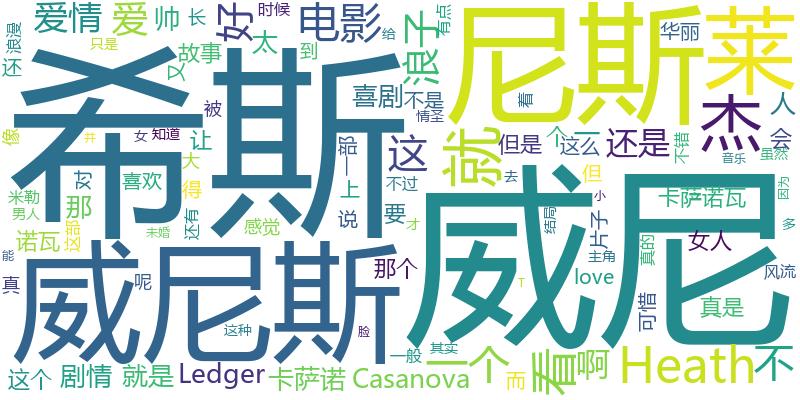 爱情 爱 帅 长 好 时候 电影 给 有点 尼斯 华丽 莱
浪漫 只是 还 又 故事 太 到 浪子
希斯 喜剧 不是 着 杰 人
像 并 女 知道 让 被 情圣 就 但是 个 一 还是 会
大 一部 这 这么 不错 音乐 虽然
米勒 对 喜欢 得 上 不过 去 但 卡萨诺瓦 因为
男人 那 还有 说 要 才 威尼 结局 片子 小 多
诺瓦 这部 未婚 感觉 女人
能 威尼斯 那个 主角 真的 风流
真 呢 love 真是
这种 脸 T 可惜
一般 其实
这个 剧情 就是 Ledger 卡萨诺 Casanova 一个 而 看 啊 Heath 不